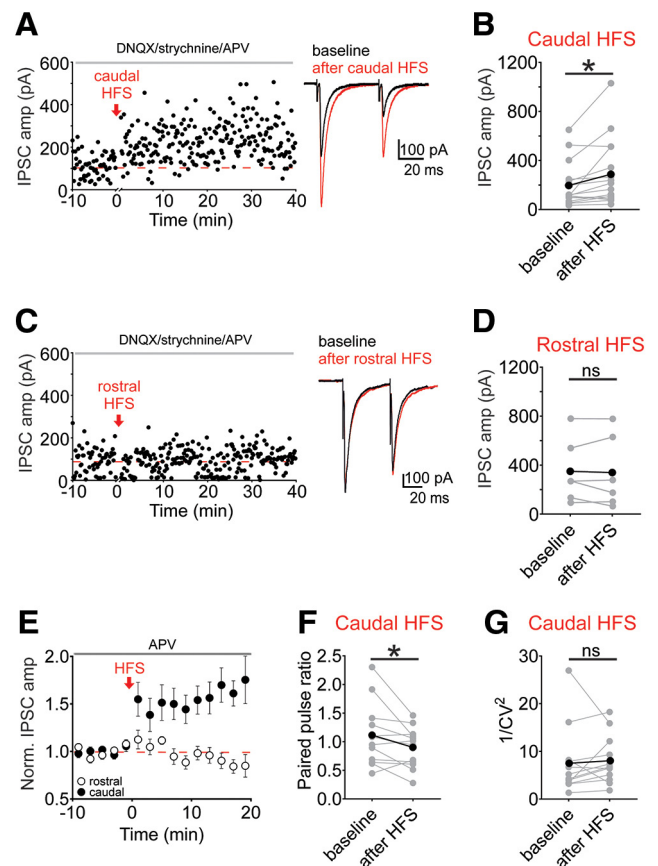 A
DNQX/strychnine/APV
caudal
HFS
IPSC amp (pA)
600
400
200
0
-10 0 10 20 30 40
Time (min)
baseline
after caudal HFS
100 pA
20 ms
B
Caudal HFS
*
IPSC amp (pA)
1200
800
400
0
baseline
after HFS
C
DNQX/strychnine/APV
rostral
HFS
IPSC amp (pA)
600
400
200
0
-10 0 10 20 30 40
Time (min)
baseline
after rostral HFS
100 pA
20 ms
D
Rostral HFS
ns
IPSC amp (pA)
1200
800
400
0
baseline
after HFS
E
APV
HFS
Norm. IPSC amp
2.0
1.5
1.0
0.5
rostral
caudal
-10 0 10 20
Time (min)
F
Caudal HFS
*
Paired pulse ratio
2.5
2.0
1.5
1.0
0.5
0.0
baseline
after HFS
G
Caudal HFS
ns
1/CV²
30
20
10
0
baseline
after HFS